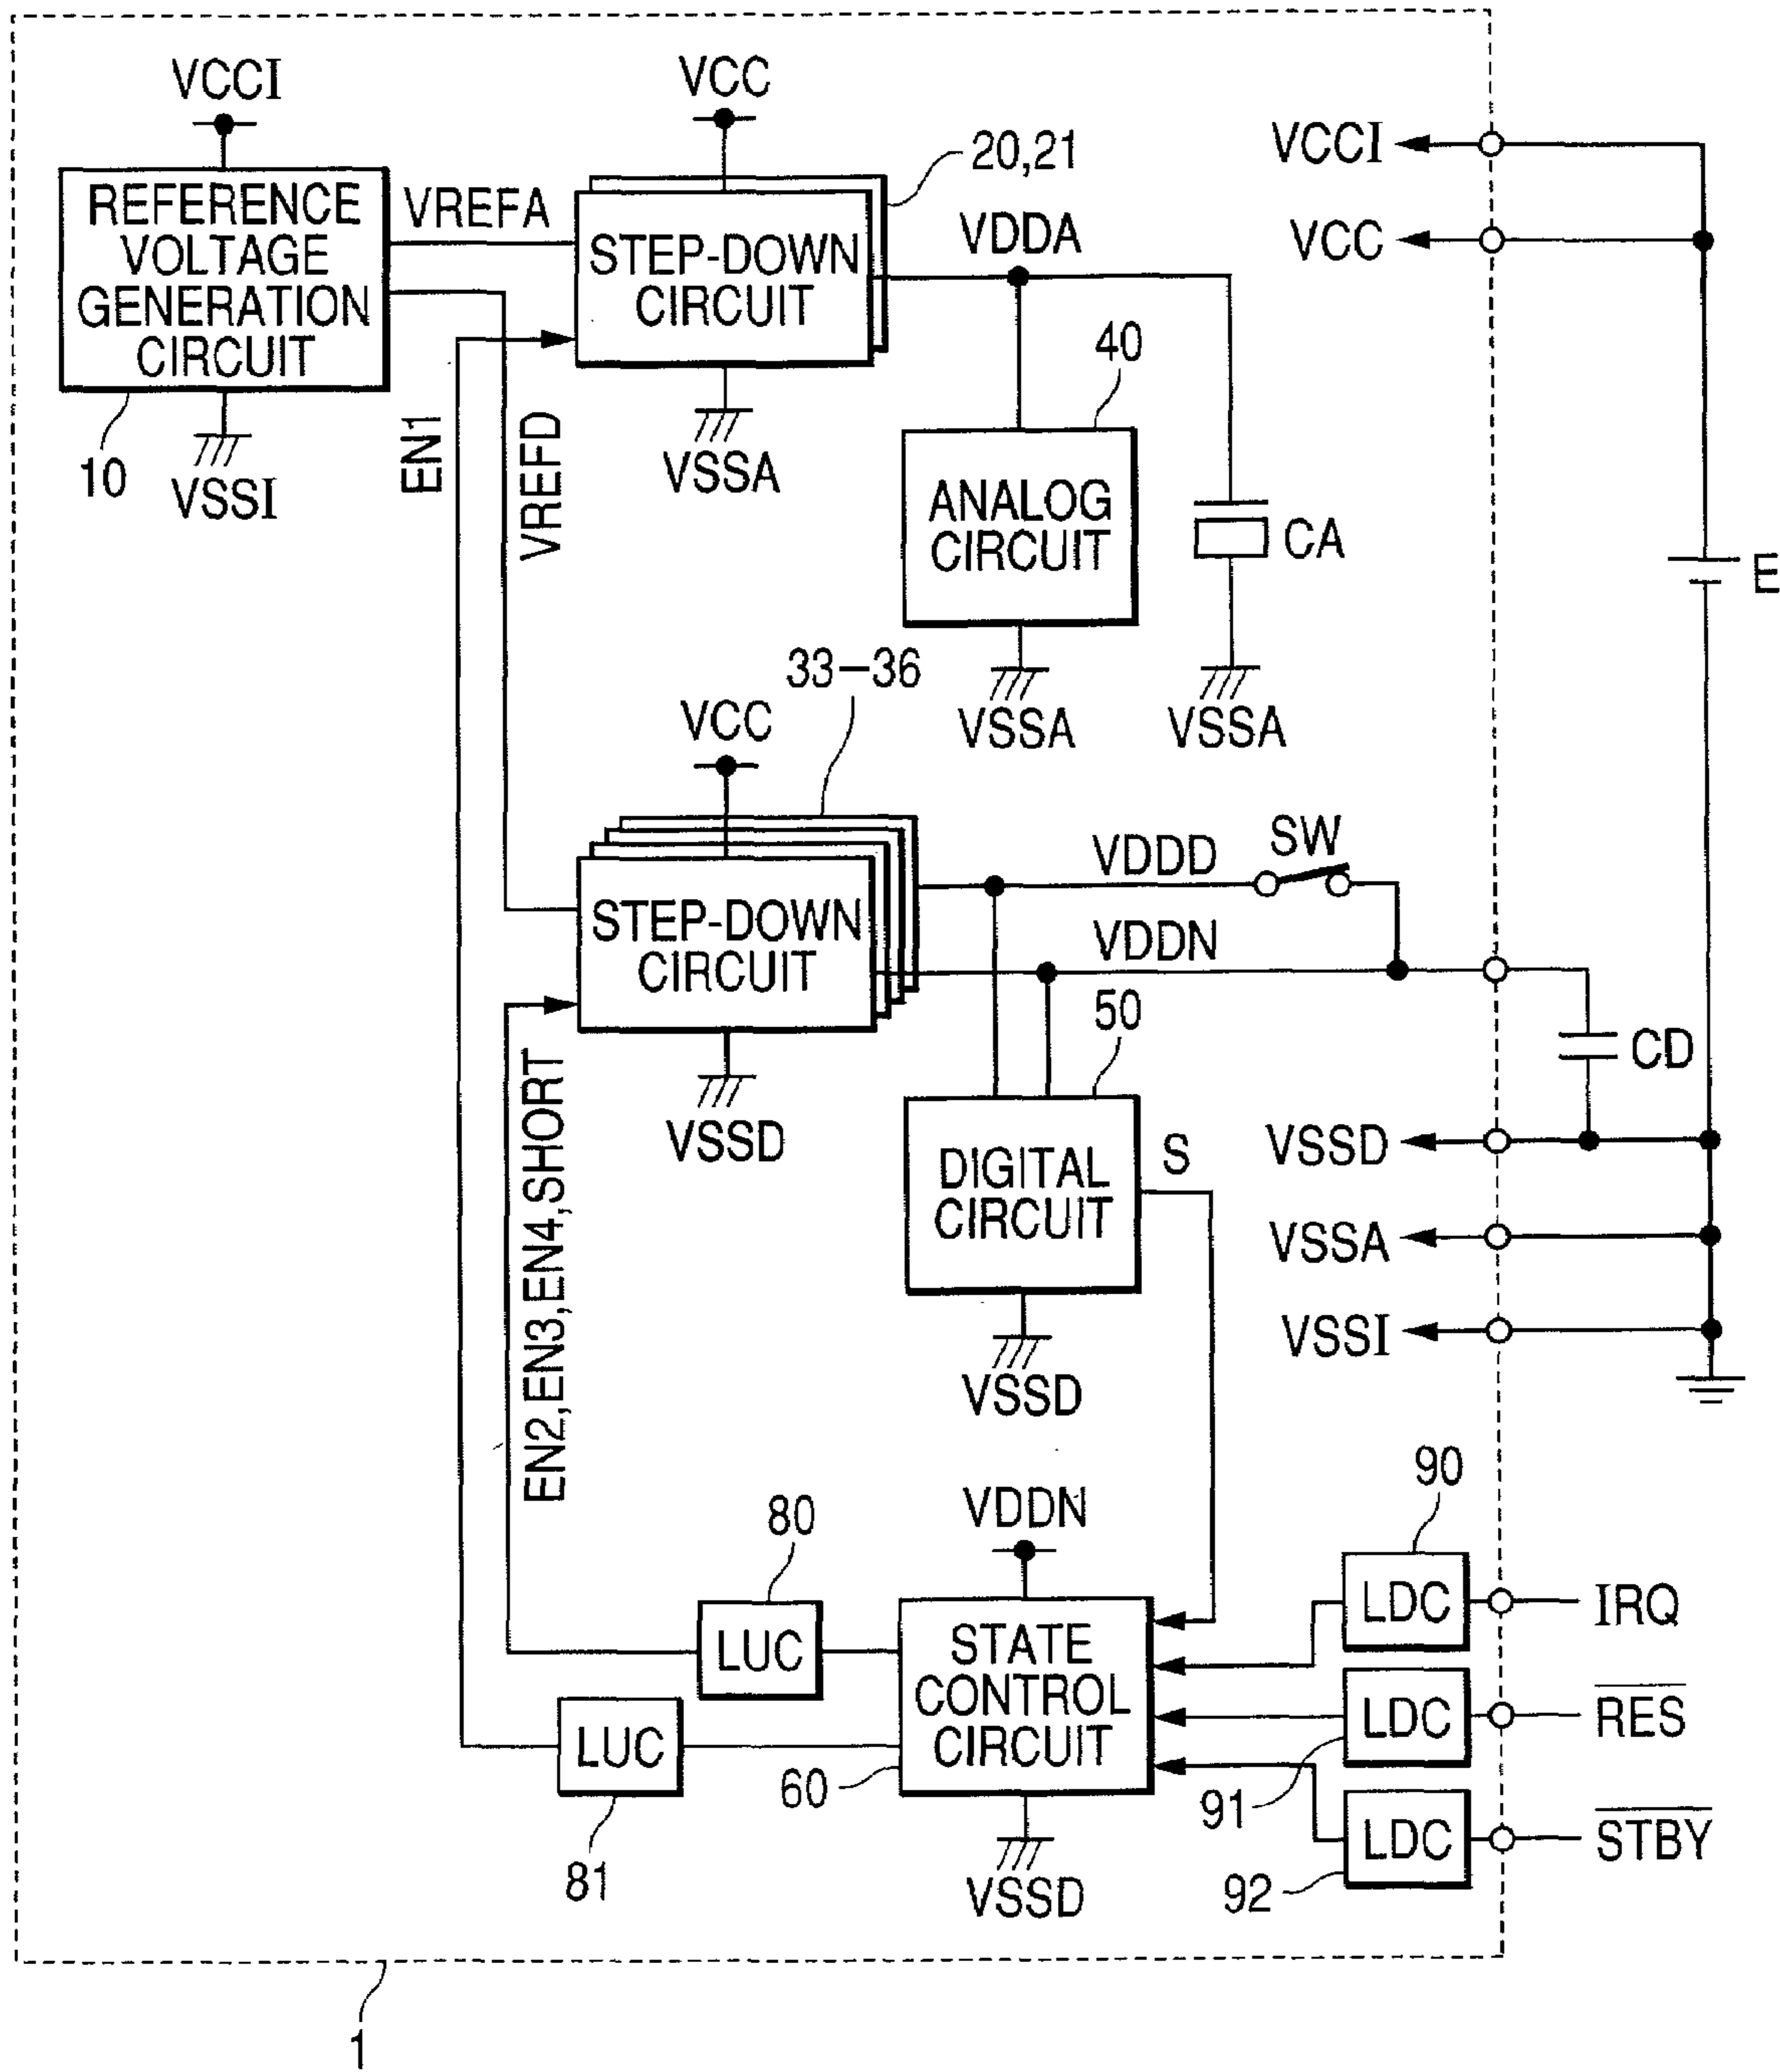 VCCI
VCC
20,21
VCCI
REFERENCE
VOLTAGE
GENERATION
CIRCUIT
VREFA
STEP-DOWN
CIRCUIT
VDDA
VCC
10
VSSI
EN1
VREFD
VSSA
40
ANALOG
CIRCUIT
CA
E
VSSA
VSSA
33-36
VCC
STEP-DOWN
CIRCUIT
VDDD
SW
VDDN
50
CD
VSSD
EN2,EN3,EN4,SHORT
DIGITAL
CIRCUIT
S
VSSD
VSSA
VSSI
VSSD
VDDN
80
LUC
STATE
CONTROL
CIRCUIT
90
LDC
IRQ
LUC
81
60
LDC
R̅E̅S̅
91
LDC
S̅T̅B̅Y̅
92
VSSD
1